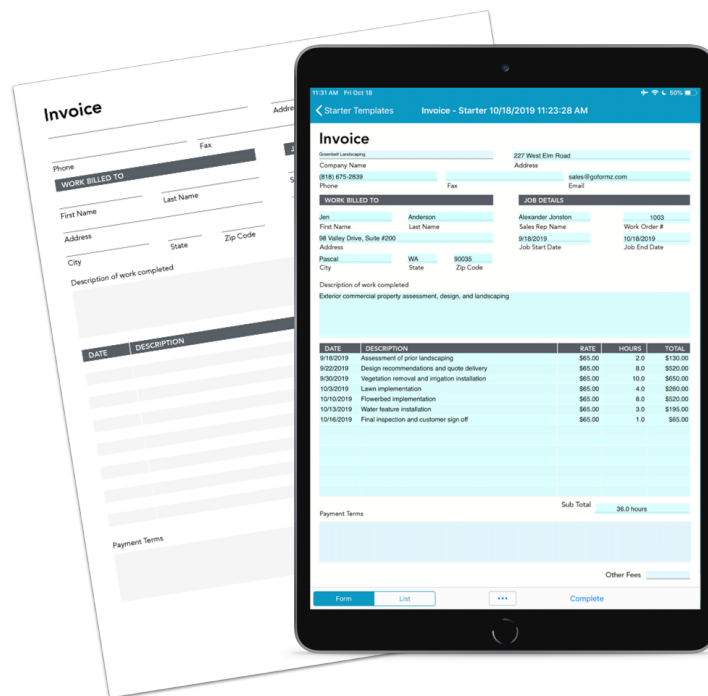 Invoice
Addre
Phone
Fax
WORK BILLED TO
J
First Name
Last Name
S
Address
City
State
Zip Code
Description of work completed
DATE DESCRIPTION
Payment Terms
11:31 AM Fri Oct 18
50%
Starter Templates
Invoice - Starter 10/18/2019 11:23:28 AM
Invoice
Greenbelt Landscaping
227 West Elm Road
Company Name
Address
(818) 675-2839
sales@goformz.com
Phone
Fax
Email
WORK BILLED TO
JOB DETAILS
Jen Anderson
Alexander Jonston 1003
First Name Last Name
Sales Rep Name Work Order #
98 Valley Drive, Suite #200
9/18/2019 10/18/2019
Address
Job Start Date Job End Date
Pascal WA 90035
City State Zip Code
Description of work completed
Exterior commercial property assessment, design, and landscaping
DATE DESCRIPTION RATE HOURS TOTAL
9/18/2019 Assessment of prior landscaping $65.00 2.0 $130.00
9/22/2019 Design recommendations and quote delivery $65.00 8.0 $520.00
9/30/2019 Vegetation removal and irrigation installation $65.00 10.0 $650.00
10/3/2019 Lawn implementation $65.00 4.0 $260.00
10/10/2019 Flowerbed implementation $65.00 8.0 $520.00
10/13/2019 Water feature installation $65.00 3.0 $195.00
10/16/2019 Final inspection and customer sign off $65.00 1.0 $65.00
Sub Total 36.0 hours
Payment Terms
Other Fees
Form List ... Complete